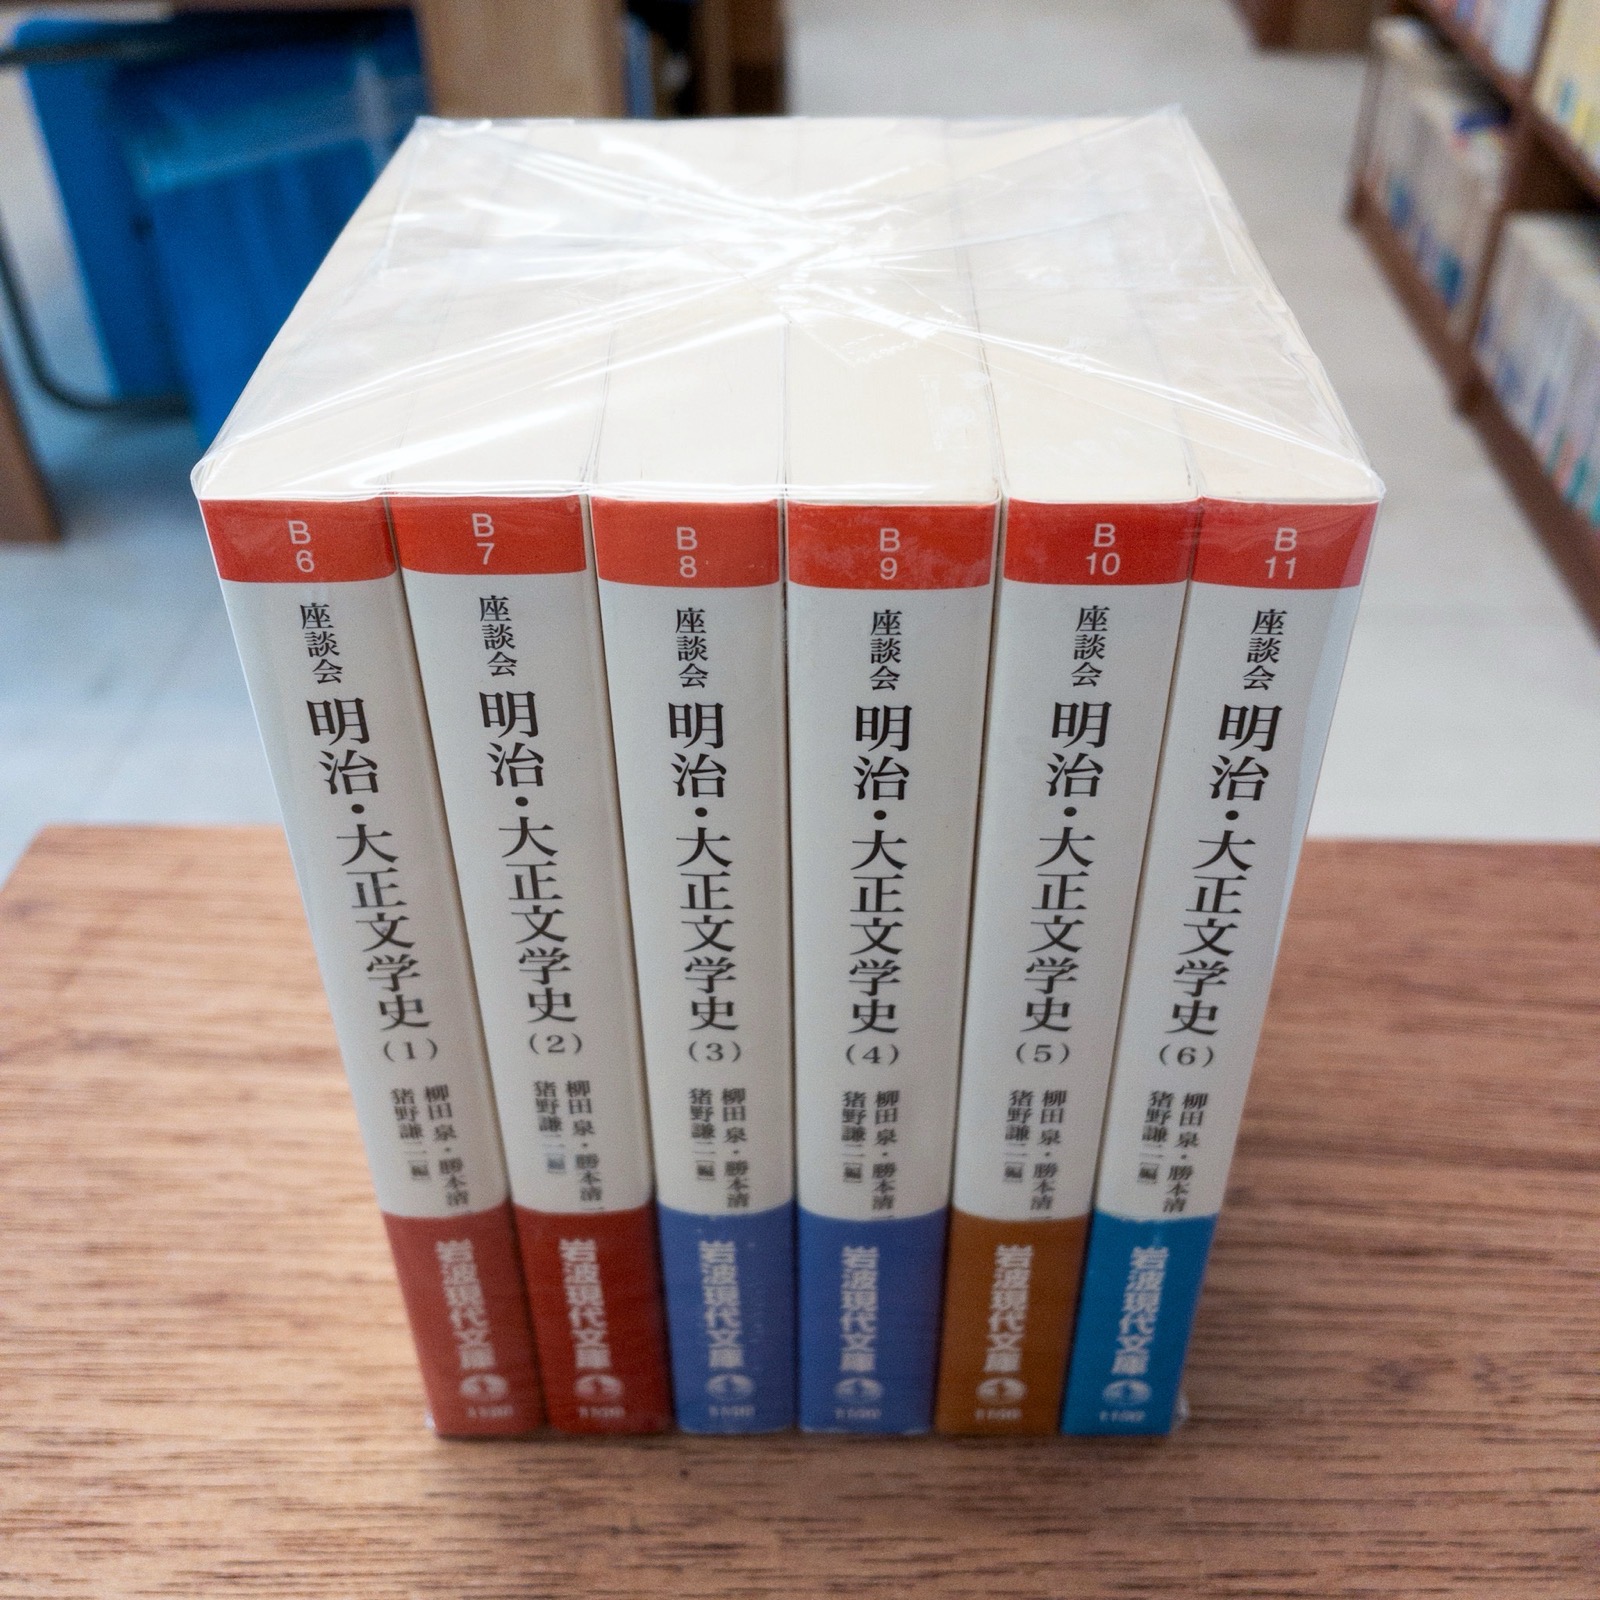 B
6
座談会
明治・大正文学史
(1)
柳田 泉・勝本清
猪野謙二編
岩波現代文庫
B
7
座談会
明治・大正文学史
(2)
柳田 泉・勝本清一
猪野謙二編
岩波現代文庫
B
8
座談会
明治・大正文学史
(3)
柳田 泉・勝本清
猪野謙二編
岩波現代文庫
B
9
座談会
明治・大正文学史
(4)
柳田 泉・勝本清一
猪野謙二編
岩波現代文庫
B
10
座談会
明治・大正文学史
(5)
柳田 泉・勝本清一
猪野謙二編
岩波現代文庫
B
11
座談会
明治・大正文学史
(6)
柳田 泉・勝本清
猪野謙二編
岩波現代文庫